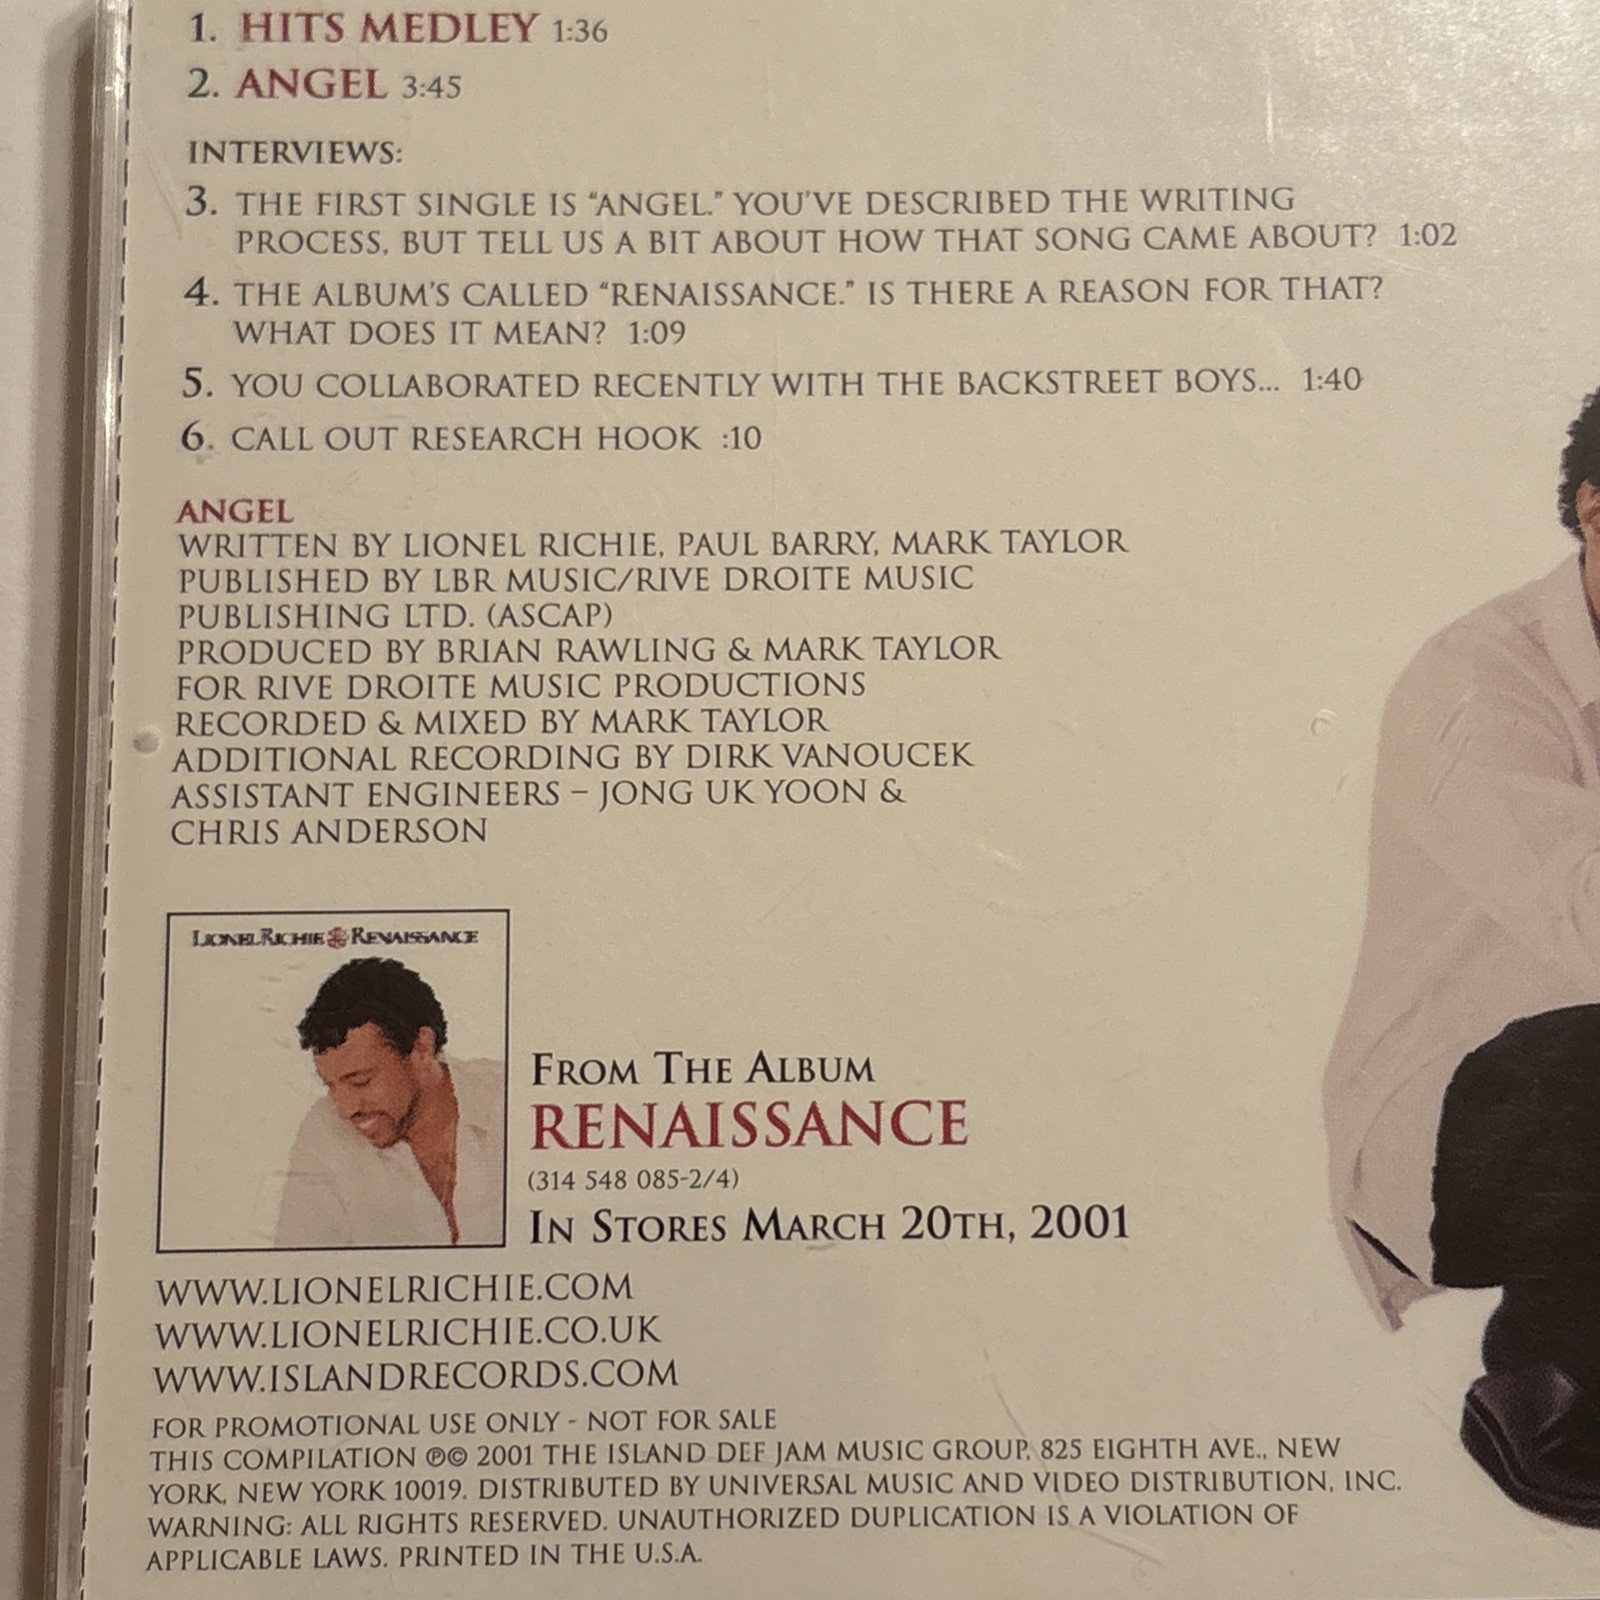 1. HITS MEDLEY 1:36
2. ANGEL 3:45
INTERVIEWS:
3. THE FIRST SINGLE IS “ANGEL.” YOU'VE DESCRIBED THE WRITING
PROCESS, BUT TELL US A BIT ABOUT HOW THAT SONG CAME ABOUT? 1:02
4. THE ALBUM'S CALLED “RENAISSANCE.” IS THERE A REASON FOR THAT?
WHAT DOES IT MEAN? 1:09
5. YOU COLLABORATED RECENTLY WITH THE BACKSTREET BOYS... 1:40
6. CALL OUT RESEARCH HOOK :10
ANGEL
WRITTEN BY LIONEL RICHIE, PAUL BARRY, MARK TAYLOR
PUBLISHED BY LBR MUSIC/RIVE DROITE MUSIC
PUBLISHING LTD. (ASCAP)
PRODUCED BY BRIAN RAWLING & MARK TAYLOR
FOR RIVE DROITE MUSIC PRODUCTIONS
RECORDED & MIXED BY MARK TAYLOR
ADDITIONAL RECORDING BY DIRK VANOUCEK
ASSISTANT ENGINEERS – JONG UK YOON &
CHRIS ANDERSON
LIONEL RICHIE RENAISSANCE
FROM THE ALBUM
RENAISSANCE
(314 548 085-2/4)
IN STORES MARCH 20TH, 2001
WWW.LIONELRICHIE.COM
WWW.LIONELRICHIE.CO.UK
WWW.ISLANDRECORDS.COM
FOR PROMOTIONAL USE ONLY - NOT FOR SALE
THIS COMPILATION ℗© 2001 THE ISLAND DEF JAM MUSIC GROUP, 825 EIGHTH AVE., NEW
YORK, NEW YORK 10019. DISTRIBUTED BY UNIVERSAL MUSIC AND VIDEO DISTRIBUTION, INC.
WARNING: ALL RIGHTS RESERVED. UNAUTHORIZED DUPLICATION IS A VIOLATION OF
APPLICABLE LAWS. PRINTED IN THE U.S.A.